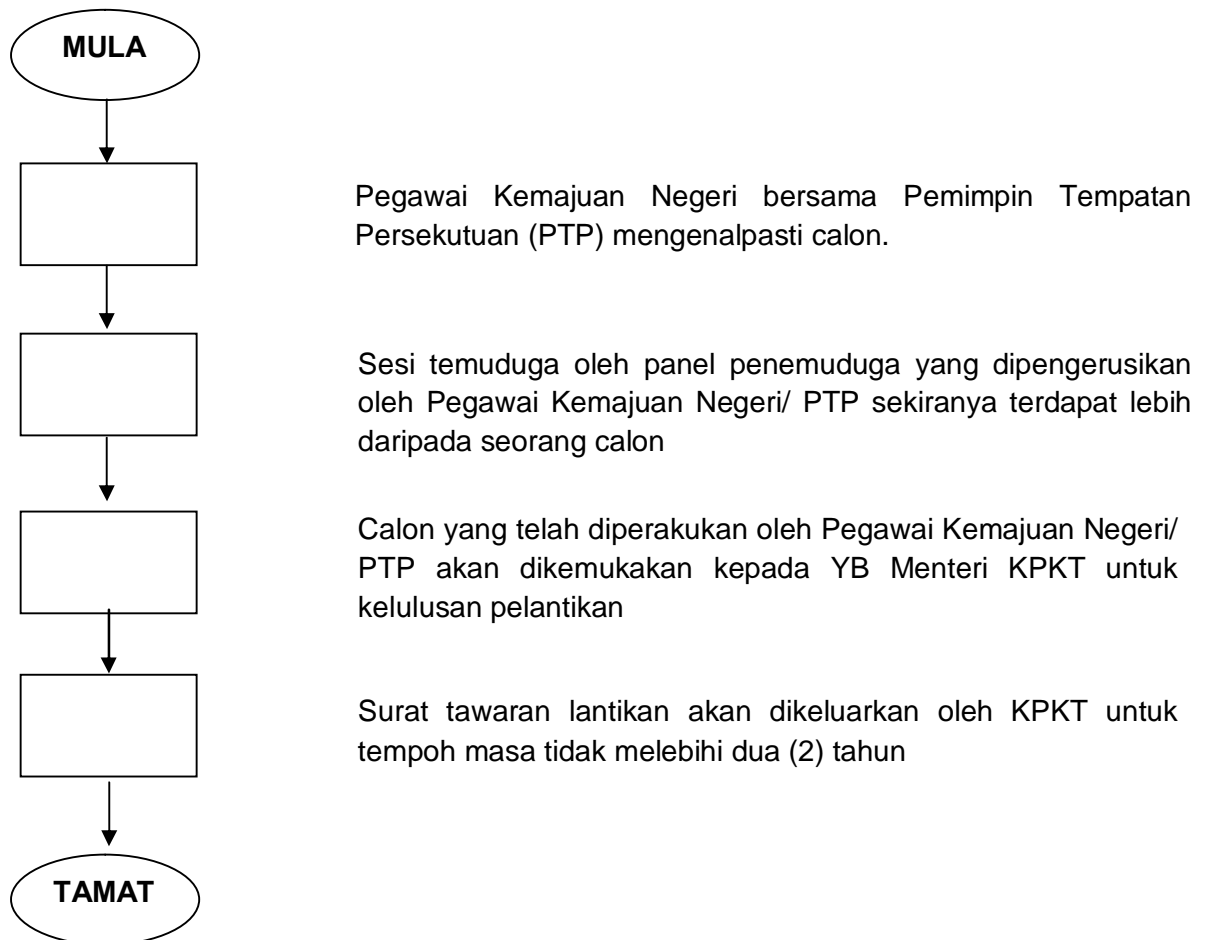 MULA
Pegawai Kemajuan Negeri bersama Pemimpin Tempatan
Persekutuan (PTP) mengenalpasti calon.
Sesi temuduga oleh panel penemuduga yang dipengerusikan
oleh Pegawai Kemajuan Negeri/ PTP sekiranya terdapat lebih
daripada seorang calon
Calon yang telah diperakukan oleh Pegawai Kemajuan Negeri/
PTP akan dikemukakan kepada YB Menteri KPKT untuk
kelulusan pelantikan
Surat tawaran lantikan akan dikeluarkan oleh KPKT untuk
tempoh masa tidak melebihi dua (2) tahun
TAMAT